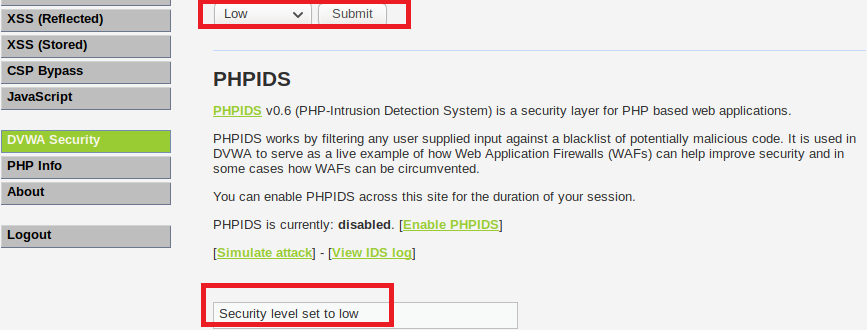 XSS (Reflected)
XSS (Stored)
CSP Bypass
JavaScript
DVWA Security
PHP Info
About
Logout
Low Submit
PHPIDS
PHPIDS v0.6 (PHP-Intrusion Detection System) is a security layer for PHP based web applications.
PHPIDS works by filtering any user supplied input against a blacklist of potentially malicious code. It is used in
DVWA to serve as a live example of how Web Application Firewalls (WAFs) can help improve security and in
some cases how WAFs can be circumvented.
You can enable PHPIDS across this site for the duration of your session.
PHPIDS is currently: disabled. [Enable PHPIDS]
[Simulate attack] - [View IDS log]
Security level set to low